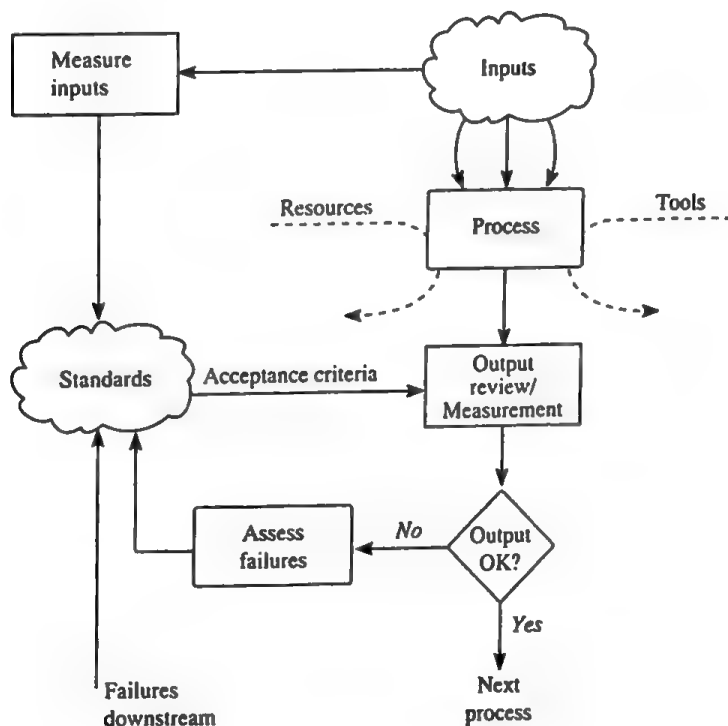 Measure
inputs
Inputs
Resources
Process
Tools
Standards
Acceptance criteria
Output
review/
Measurement
Assess
failures
No
Output
OK?
Yes
Failures
downstream
Next
process